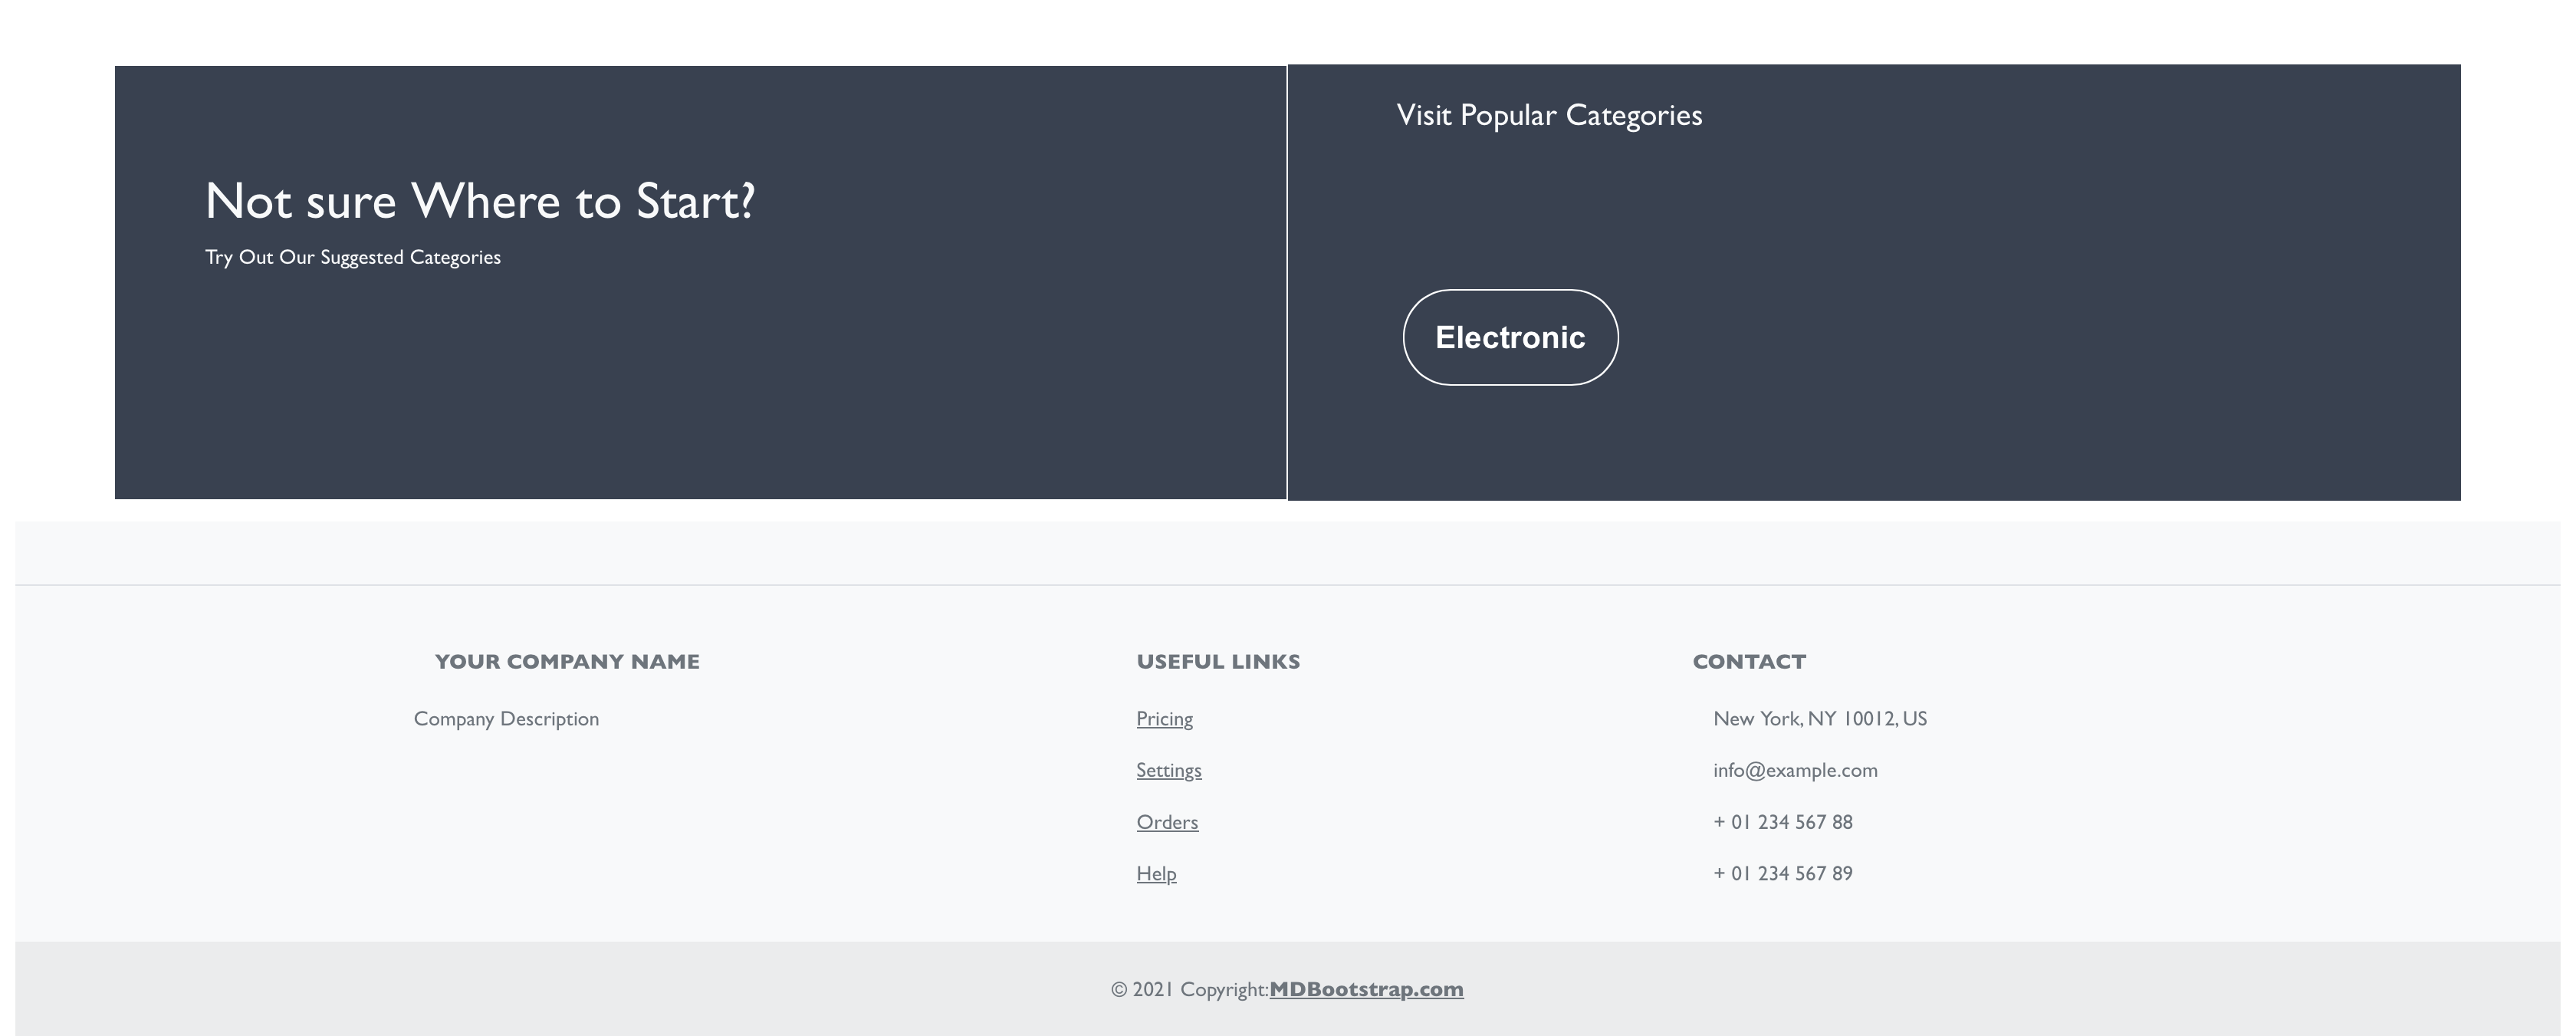 Not sure Where to Start?
Try Out Our Suggested Categories
Visit Popular Categories
Electronic
YOUR COMPANY NAME
Company Description
USEFUL LINKS
Pricing
Settings
Orders
Help
CONTACT
New York, NY 10012, US
info@example.com
+ 01 234 567 88
+ 01 234 567 89
© 2021 Copyright:MDBootstrap.com